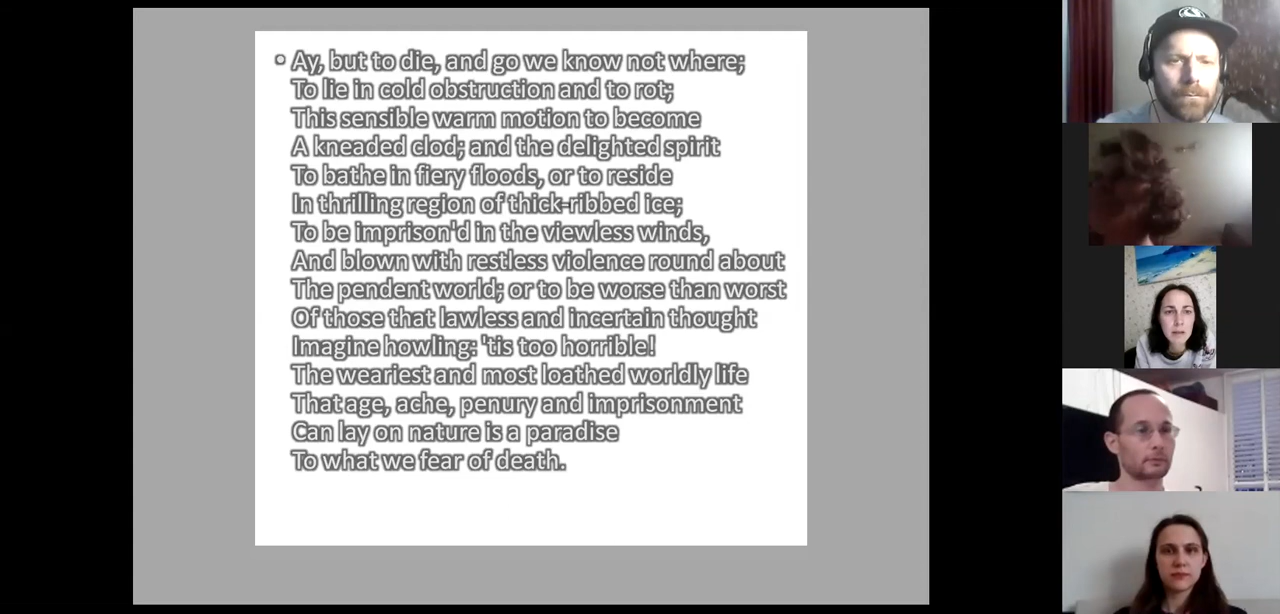 • Ay, but to die, and go we know not where;
To lie in cold obstruction and to rot;
This sensible warm motion to become
A kneaded clod; and the delighted spirit
To bathe in fiery floods, or to reside
In thrilling region of thick-ribbed ice;
To be imprison'd in the viewless winds,
And blown with restless violence round about
The pendent world; or to be worse than worst
Of those that lawless and incertain thought
Imagine howling: 'tis too horrible!
The weariest and most loathed worldly life
That age, ache, penury and imprisonment
Can lay on nature is a paradise
To what we fear of death.